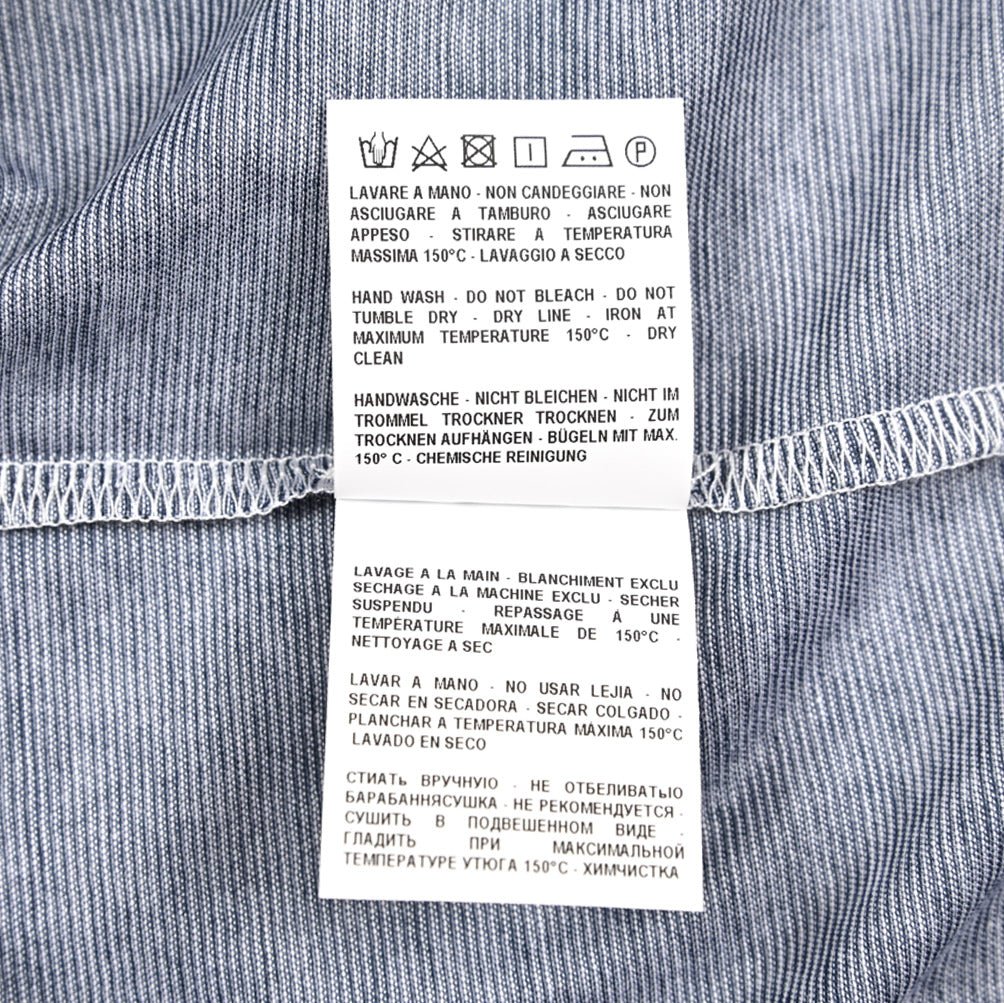 LAVARE A MANO - NON CANDEGGIARE - NON
ASCIUGARE A TAMBURO - ASCIUGARE
APPESO - STIRARE A TEMPERATURA
MASSIMA 150°C - LAVAGGIO A SECCO
HAND WASH - DO NOT BLEACH - DO NOT
TUMBLE DRY - DRY LINE - IRON AT
MAXIMUM TEMPERATURE 150°C - DRY
CLEAN
HANDWASCHE - NICHT BLEICHEN - NICHT IM
TROMMEL TROCKNER TROCKNEN - ZUM
TROCKNEN AUFHÄNGEN - BÜGELN MIT MAX.
150° C - CHEMISCHE REINIGUNG
LAVAGE A LA MAIN - BLANCHIMENT EXCLU
SECHAGE A LA MACHINE EXCLU - SECHER
SUSPENDU - REPASSAGE Á UNE
TEMPÉRATURE MAXIMALE DE 150°C -
NETTOYAGE A SEC
LAVAR A MANO - NO USAR LEJIA - NO
SECAR EN SECADORA - SECAR COLGADO -
PLANCHAR A TEMPERATURA MÁXIMA 150°C
LAVADO EN SECO
СТИАТЬ ВРУЧНУЮ - НЕ ОТБЕЛИВАТЬІО
БАРАБАННЯСУШКА - НЕ РЕКОМЕНДУЕТСЯ -
СУШИТЬ В ПОДВЕШЕННОМ ВИДЕ -
ГЛАДИТЬ ПРИ МАКСИМАЛЬНОЙ
ТЕМПЕРАТУРЕ УТЮГА 150°C - ХИМЧИСТКА